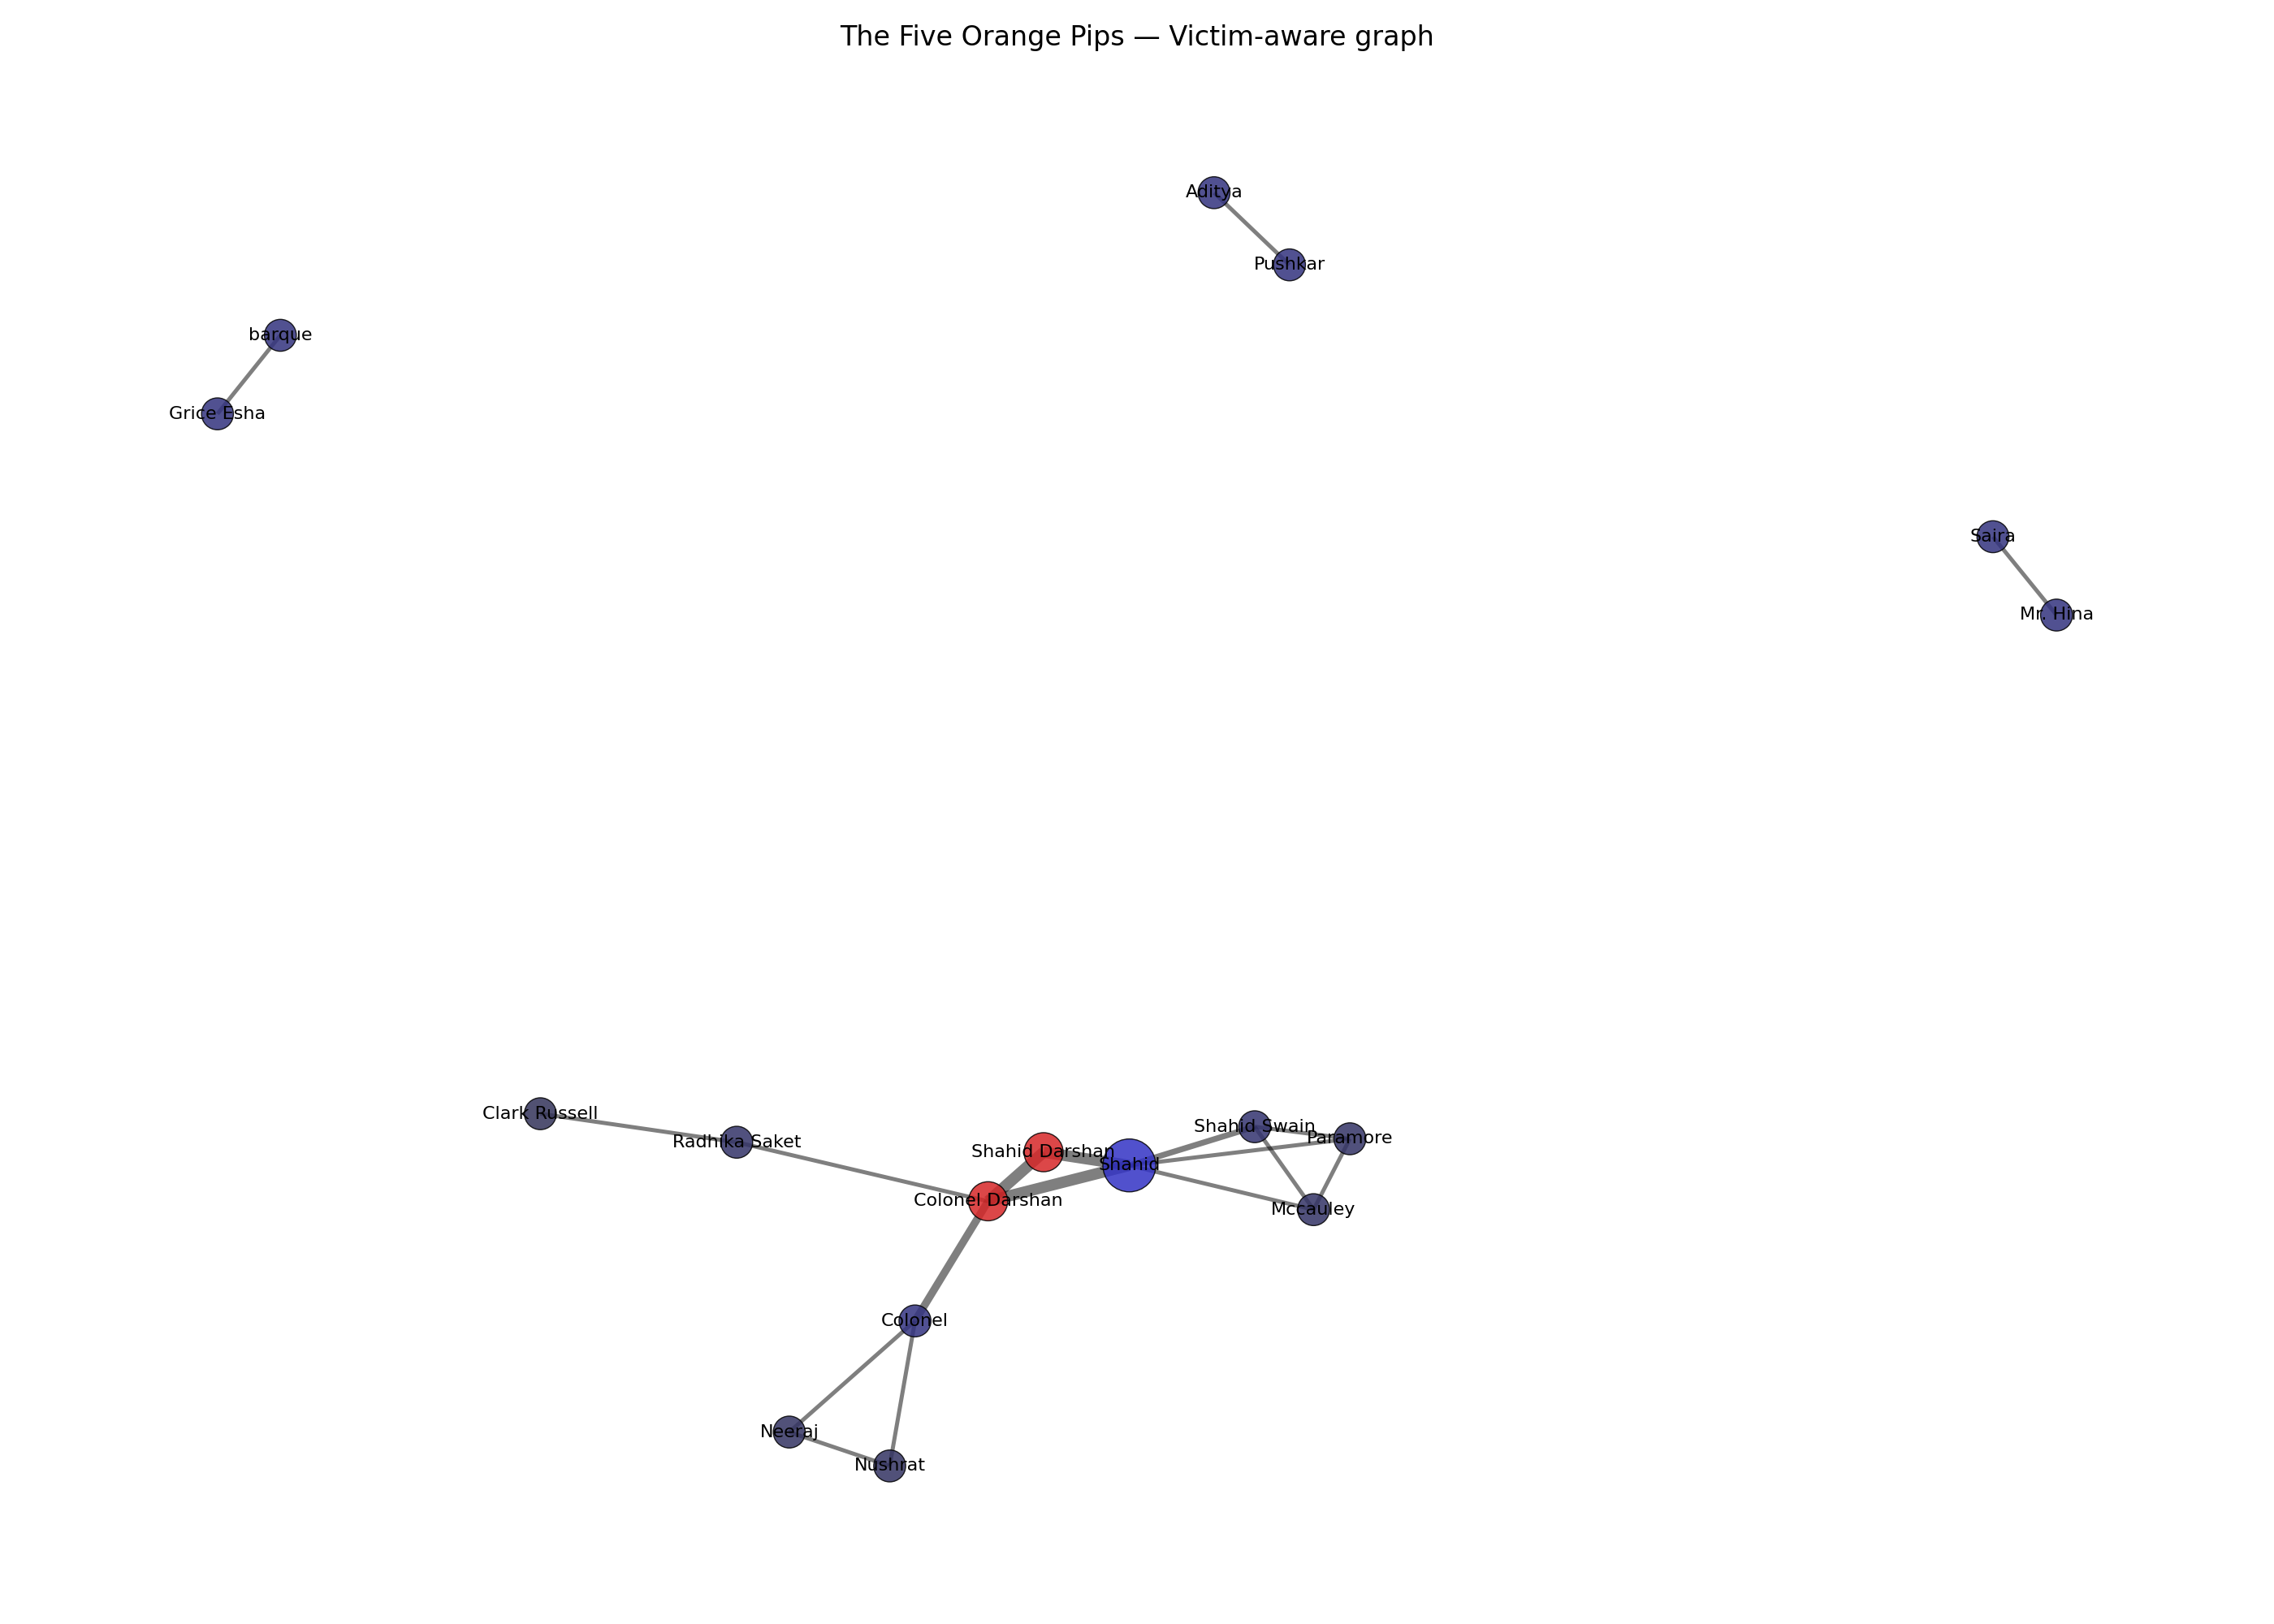 The Five Orange Pips — Victim-aware graph
Aditya
Pushkar
barque
Grice Esha
Saira
Mr. Hina
Clark Russell
Radhika Saket
Shahid Darshan
Shahid
Shahid Swain
Paramore
Colonel Darshan
Mccauley
Colonel
Neeraj
Nushrat